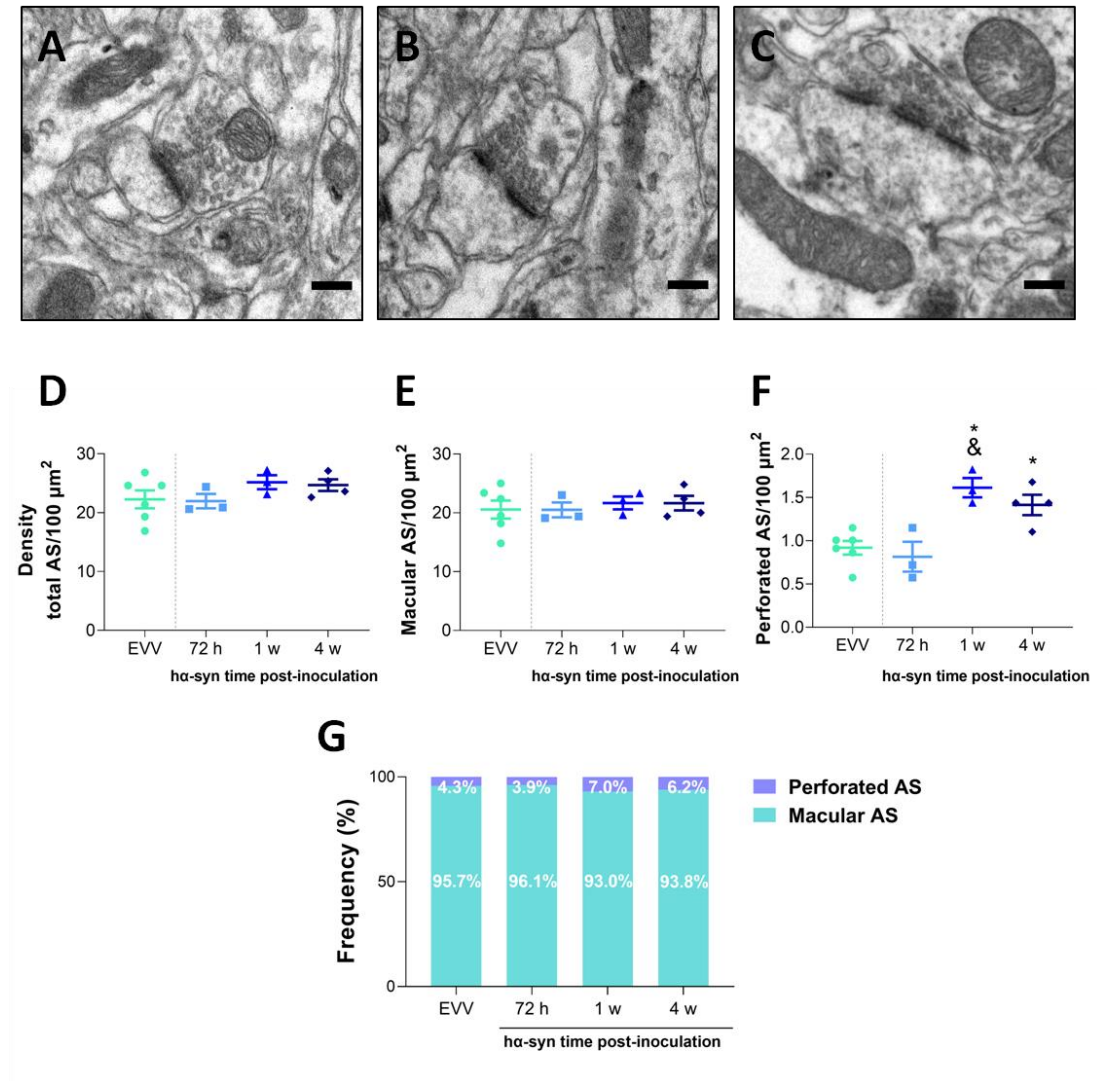 A
B
C
D
E
F
Density
total AS/100 µm²
30
20
10
0
EVV
72 h
1 w
4 w
hα-syn time post-inoculation
Macular AS/100 µm²
30
20
10
0
EVV
72 h
1 w
4 w
hα-syn time post-inoculation
Perforated AS/100 µm²
2.0
1.5
1.0
0.5
0.0
*
&
*
EVV
72 h
1 w
4 w
hα-syn time post-inoculation
G
Frequency (%)
100
50
0
4.3%
3.9%
7.0%
6.2%
95.7%
96.1%
93.0%
93.8%
EVV
72 h
1 w
4 w
hα-syn time post-inoculation
Perforated AS
Macular AS